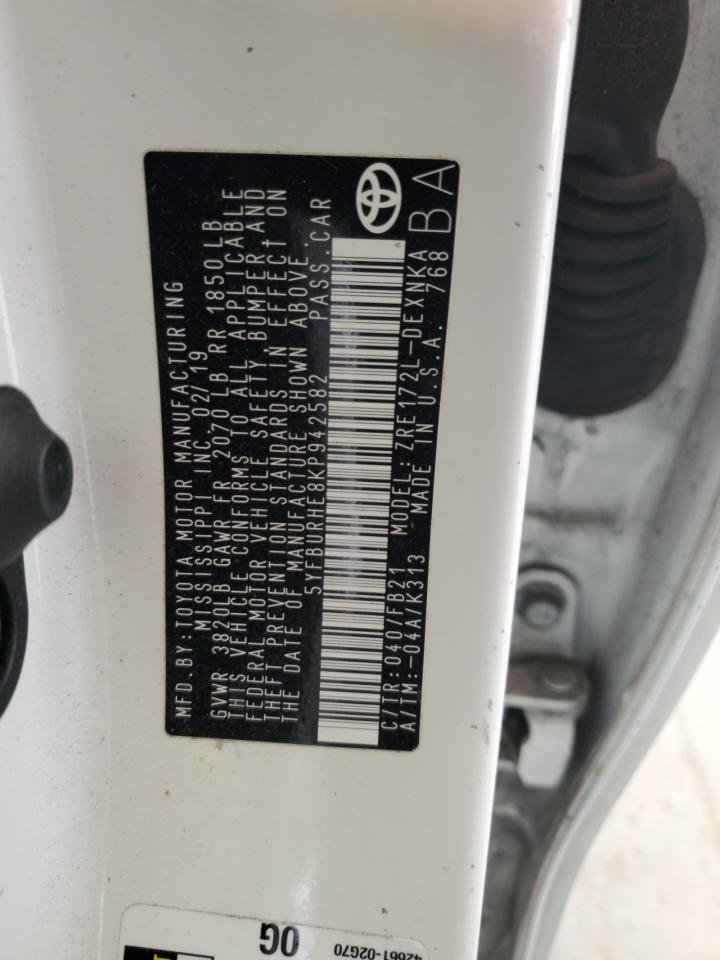 MFD.BY:TOYOTA MOTOR MANUFACTURING
MISSISSIPPI INC. 02/19
GVWR 3820LB GAWR FR 2070 LB RR 1850LB
THIS VEHICLE CONFORMS TO ALL APPLICABLE
FEDERAL MOTOR VEHICLE SAFETY, BUMPER, AND
THEFT PREVENTION STANDARDS IN EFFECT ON
THE DATE OF MANUFACTURE SHOWN ABOVE.
5YFBURHE8KP942582 PASS.CAR
C/TR:040/FB21 MODEL:ZRE172L-DEXNKA
A/TM:-04A/K313 MADE IN U.S.A. 768
BA
0G
42661-02G70